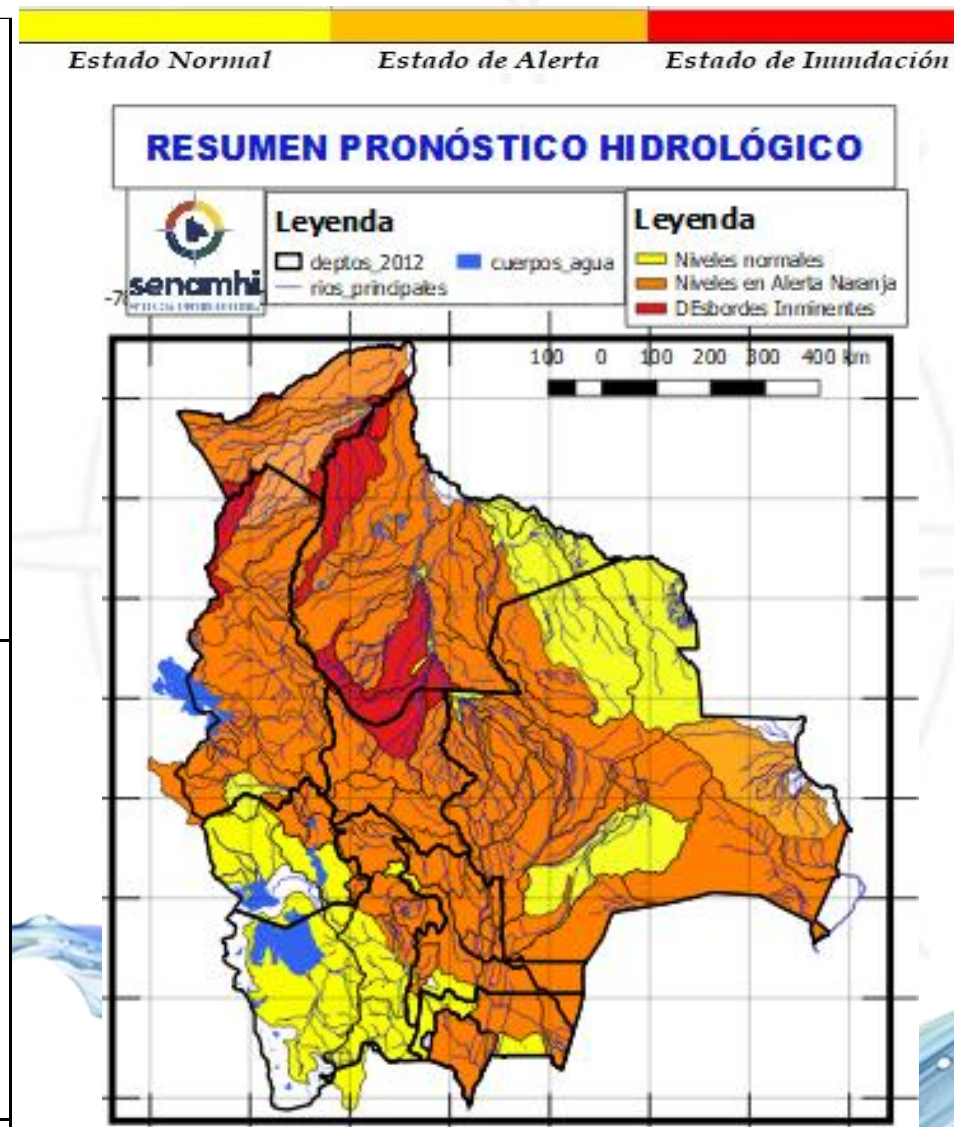 Estado Normal Estado de Alerta Estado de Inundación
RESUMEN PRONÓSTICO HIDROLÓGICO
senamhi
Leyenda
deptos_2012 cuerpos_agua
rios_principales
Leyenda
Niveles normales
Niveles en Alerta Naranja
DEsbordes Inminentes
100 0 100 200 300 400 km